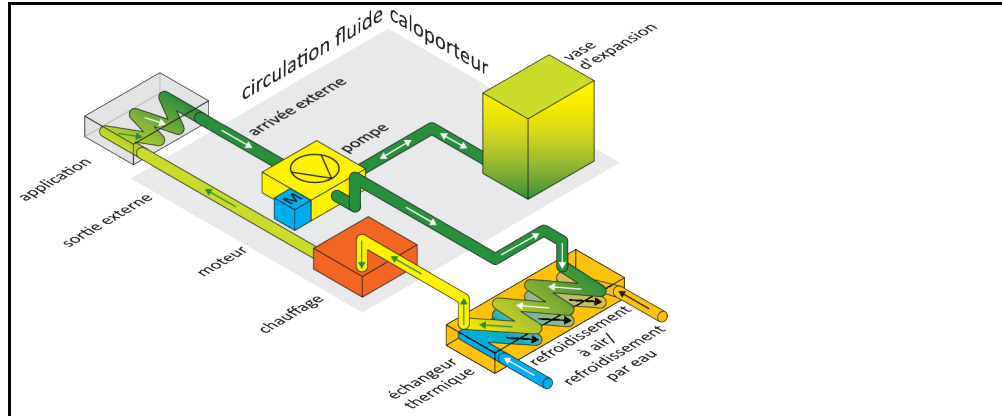 circulation fluide caloporteur
vase
d'expansion
arrivée externe
pompe
application
M
sortie externe
moteur
chauffage
échangeur
thermique
refroidissement
à air/
refroidissement
par eau